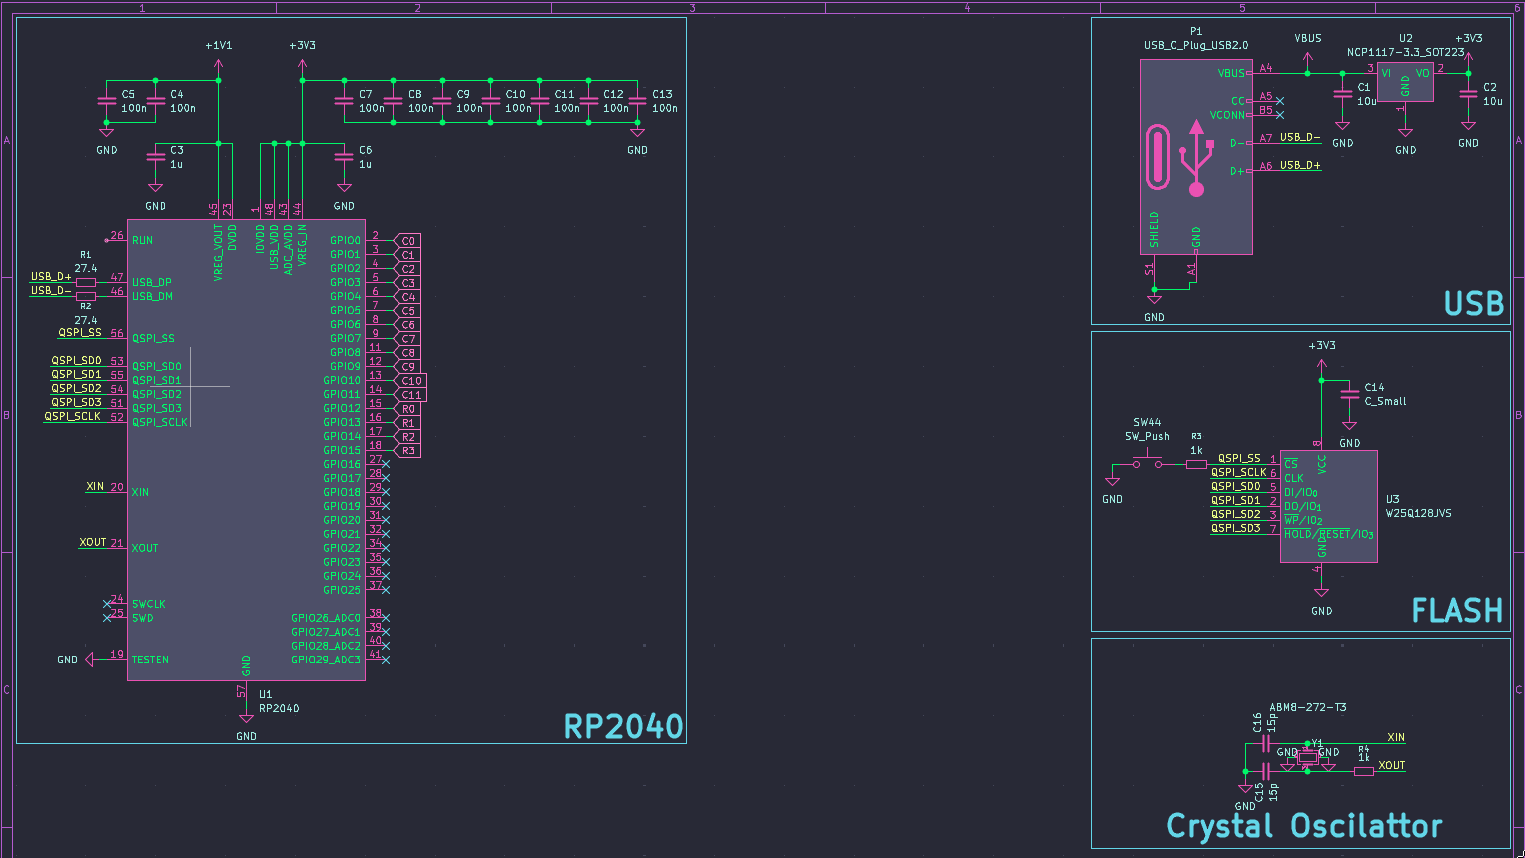 1 2 3 4 5 6
A
B
C
A
B
C
+1V1
+3V3
C5
100n
C4
100n
C7
100n
C8
100n
C9
100n
C10
100n
C11
100n
C12
100n
C13
100n
GND
GND
C3
1u
GND
C6
1u
GND
45 23 1 48 43 44
VREG_VOUT
DVDD
IOVDD
USB_VDD
ADC_AVDD
VREG_IN
26 RUN
R1
27.4
USB_D+ 47 USB_DP
USB_D- 46 USB_DM
R2
27.4
QSPI_SS 56 QSPI_SS
QSPI_SD0 53 QSPI_SD0
QSPI_SD1 55 QSPI_SD1
QSPI_SD2 54 QSPI_SD2
QSPI_SD3 51 QSPI_SD3
QSPI_SCLK 52 QSPI_SCLK
XIN 20 XIN
XOUT 21 XOUT
24 SWCLK
25 SWD
GND 19 TESTEN
GPIO0 2 C0
GPIO1 3 C1
GPIO2 4 C2
GPIO3 5 C3
GPIO4 6 C4
GPIO5 7 C5
GPIO6 8 C6
GPIO7 9 C7
GPIO8 11 C8
GPIO9 12 C9
GPIO10 13 C10
GPIO11 14 C11
GPIO12 15 R0
GPIO13 16 R1
GPIO14 17 R2
GPIO15 18 R3
GPIO16 27
GPIO17 28
GPIO18 29
GPIO19 30
GPIO20 31
GPIO21 32
GPIO22 34
GPIO23 35
GPIO24 36
GPIO25 37
GPIO26_ADC0 38
GPIO27_ADC1 39
GPIO28_ADC2 40
GPIO29_ADC3 41
GND
57
U1
RP2040
GND
RP2040
P1
USB_C_Plug_USB2.0
VBUS A4
CC A5
VCONN B5
D- A7 USB_D-
D+ A6 USB_D+
SHIELD
GND
S1
A1
GND
VBUS
U2
NCP1117-3.3_SOT223
+3V3
3 VI VO 2
GND
1
C1
10u
GND
GND
C2
10u
GND
USB
+3V3
C14
C_Small
GND
SW44
SW_Push
R3
1k
GND
8
VCC
QSPI_SS 1 CS
QSPI_SCLK 6 CLK
QSPI_SD0 5 DI/IO0
QSPI_SD1 2 DO/IO1
QSPI_SD2 3 WP/IO2
QSPI_SD3 7 HOLD/RESET/IO3
GND
4
U3
W25Q128JVS
GND
FLASH
ABM8-272-T3
C16
15p
XIN
Y1
GND
GND
R4
1k
XOUT
C15
15p
GND
Crystal Oscilattor